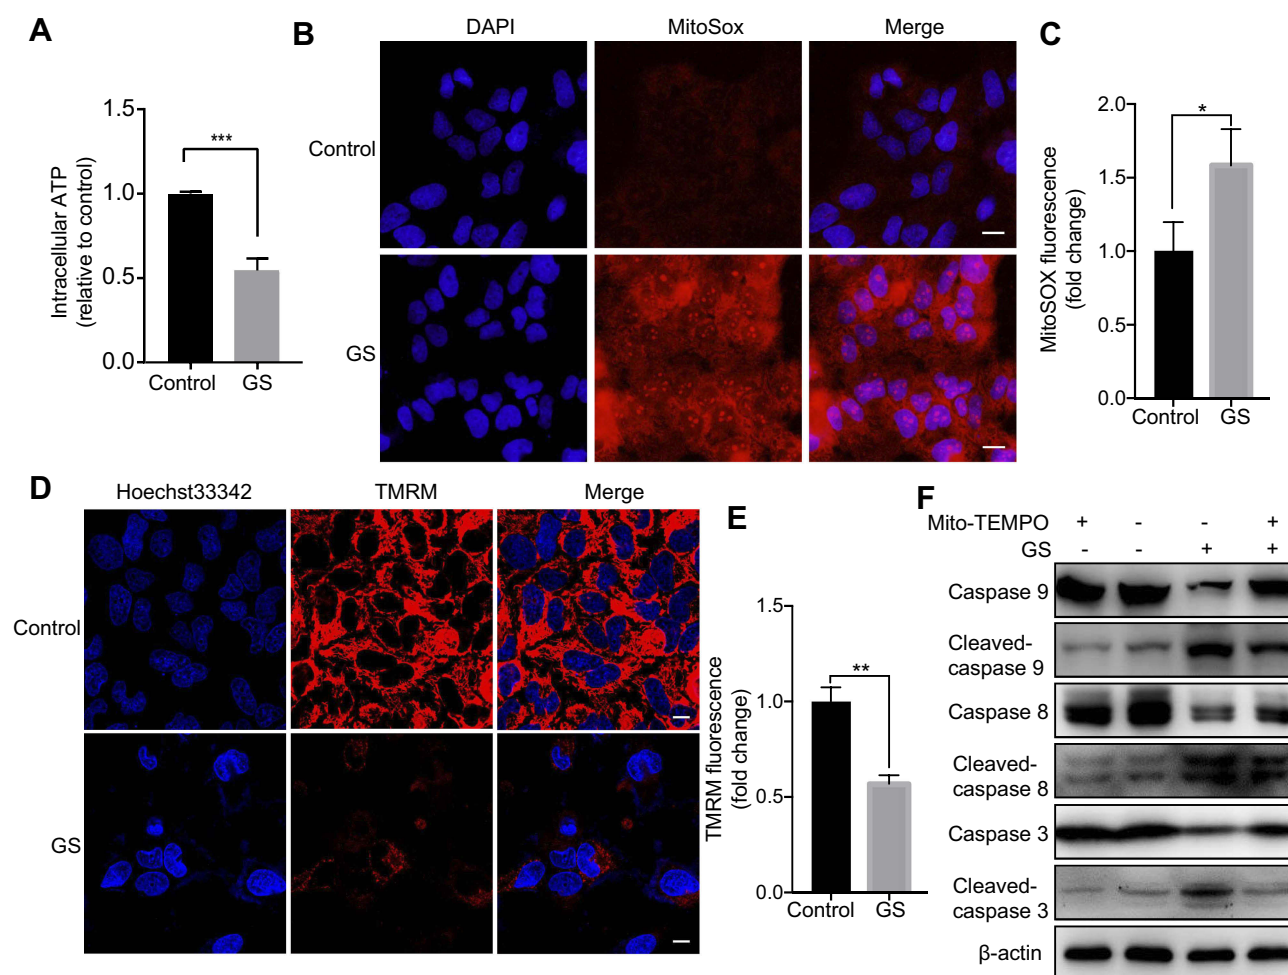 A
1.5
1.0
0.5
0.0
Intracellular ATP
(relative to control)
***
Control
GS
B
DAPI
MitoSox
Merge
Control
GS
C
2.0
1.5
1.0
0.5
0.0
MitoSOX fluorescence
(fold change)
*
Control
GS
D
Hoechst33342
TMRM
Merge
Control
GS
E
1.5
1.0
0.5
0.0
TMRM fluorescence
(fold change)
**
Control
GS
F
Mito-TEMPO + - - +
GS - - + +
Caspase 9
Cleaved-
caspase 9
Caspase 8
Cleaved-
caspase 8
Caspase 3
Cleaved-
caspase 3
β-actin